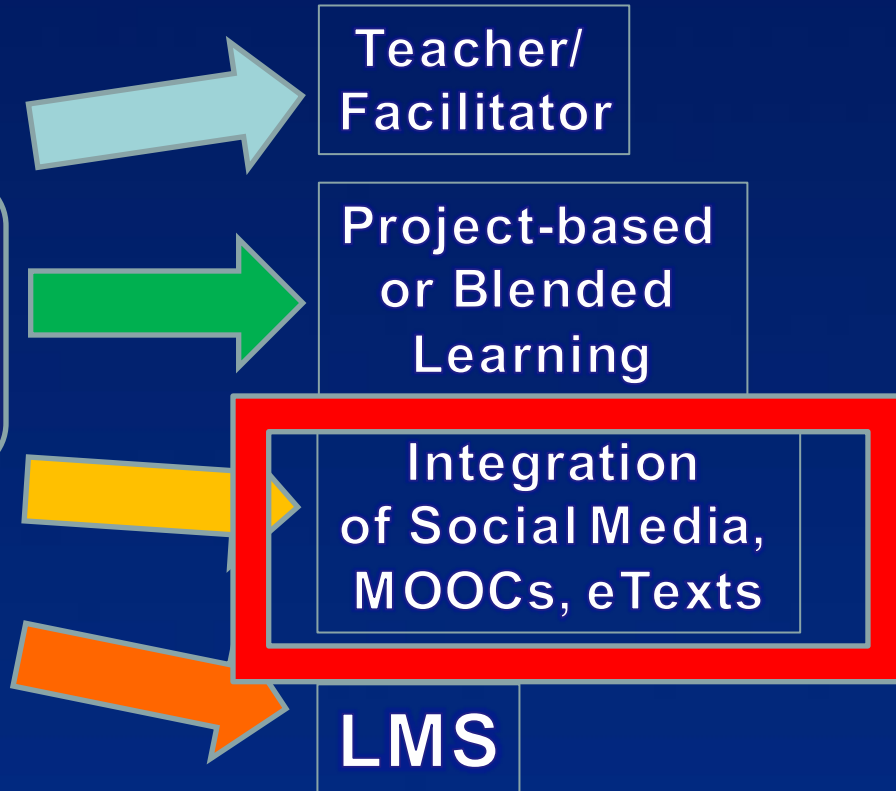 Teacher/
Facilitator
Project-based
or Blended
Learning
Integration
of Social Media,
MOOCs, eTexts
LMS